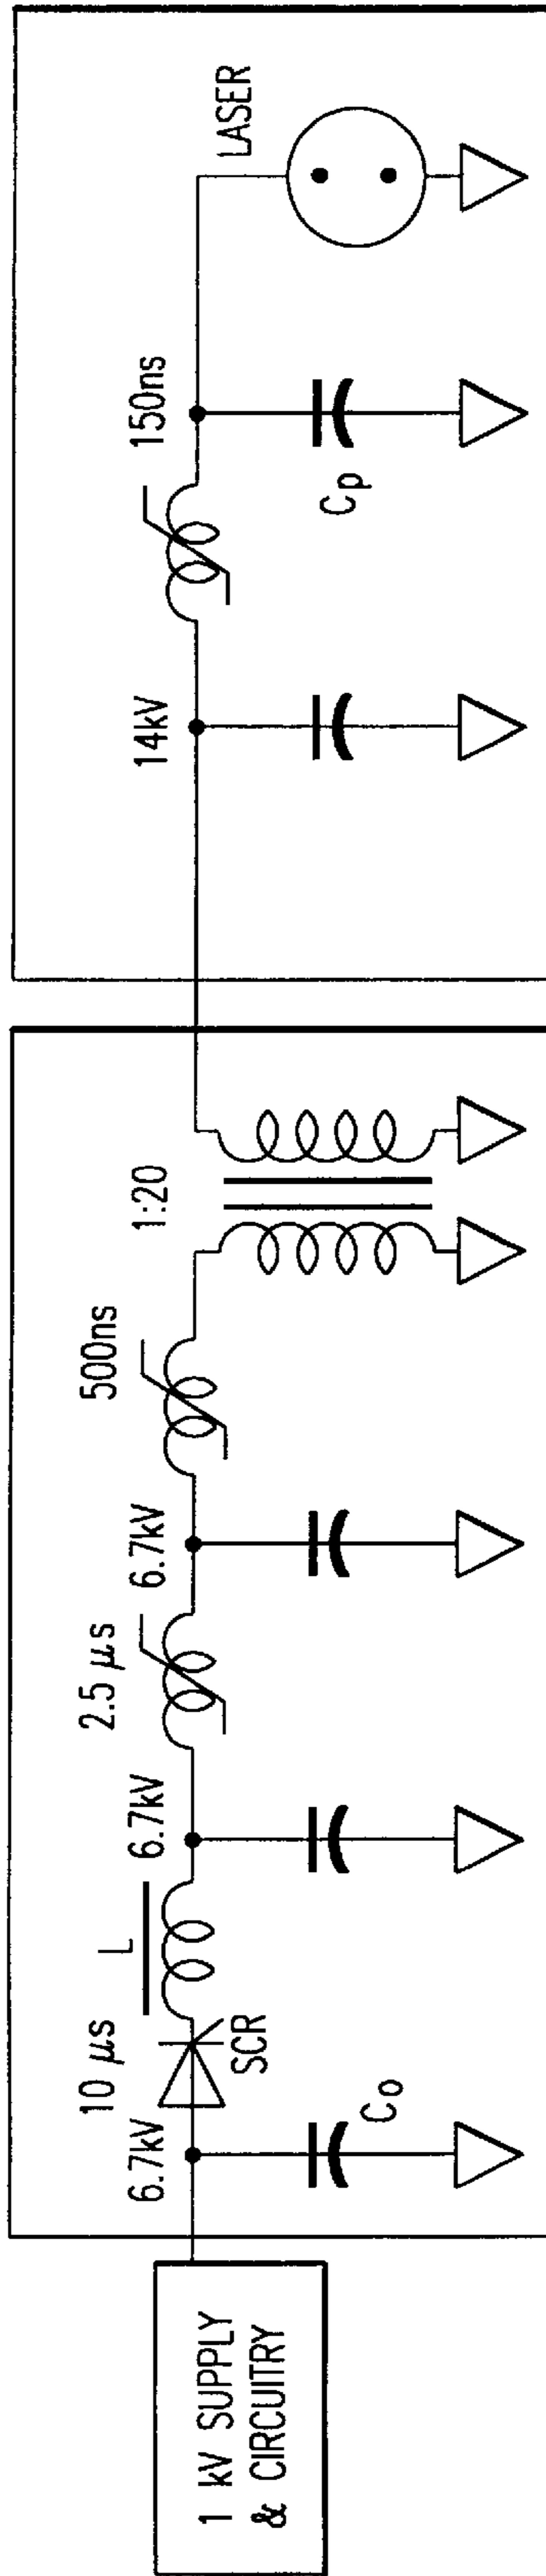 1 kV SUPPLY
& CIRCUITRY
6.7kV
10 μs
SCR
Co
L
6.7kV
2.5 μs
6.7kV
500ns
1:20
14kV
150ns
Cp
LASER